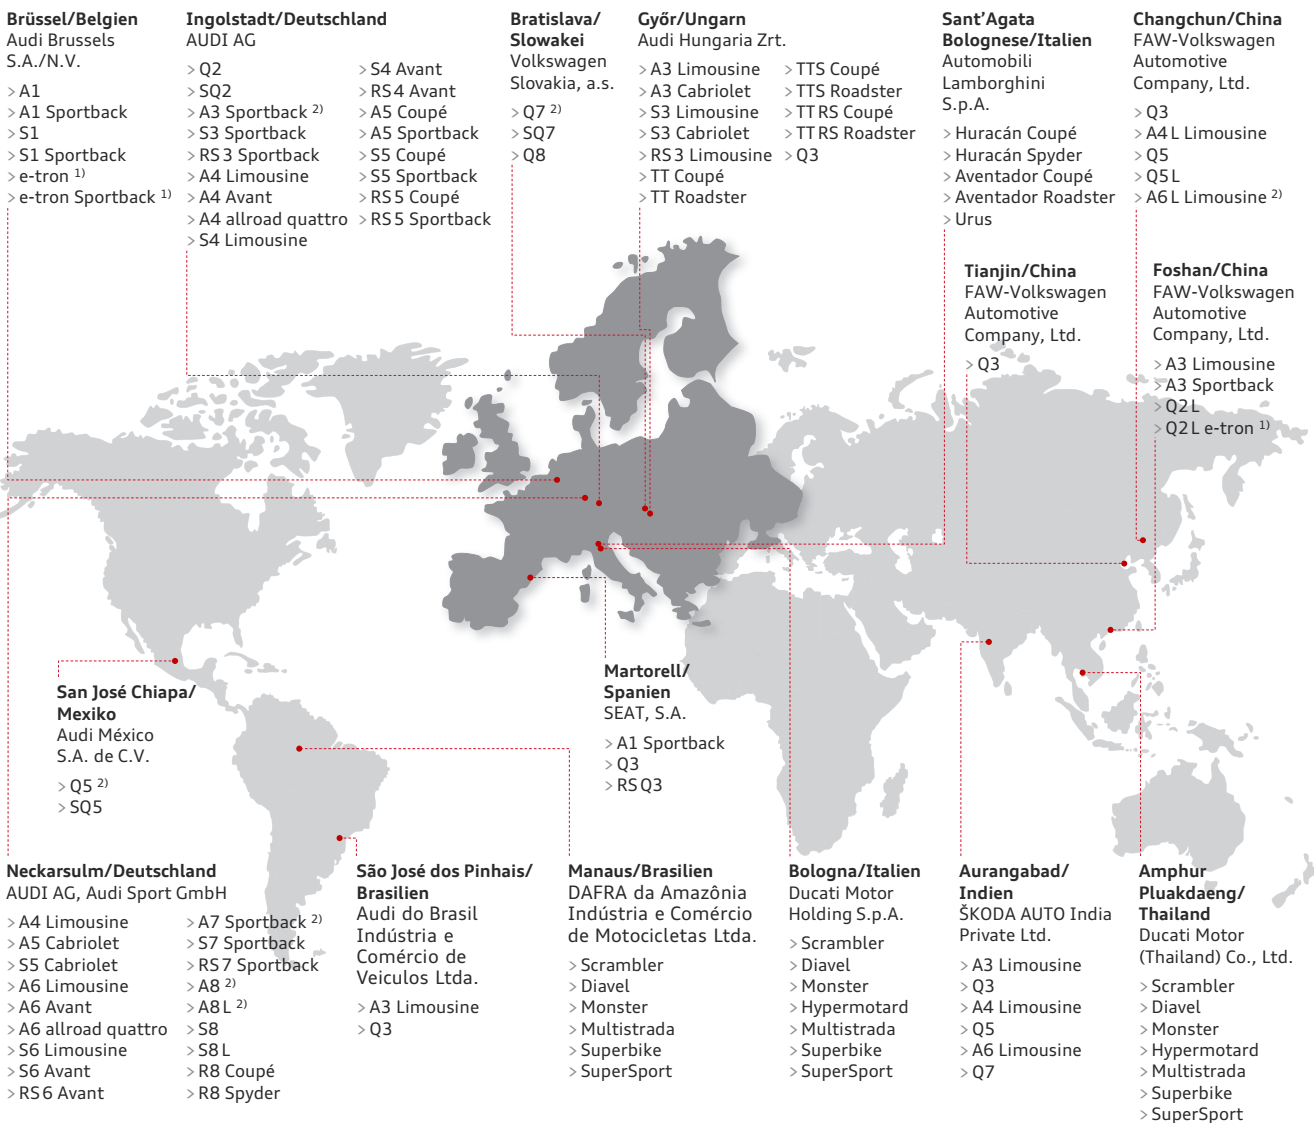 Brüssel/Belgien
Audi Brussels
S.A./N.V.
> A1
> A1 Sportback
> S1
> S1 Sportback
> e-tron 1)
> e-tron Sportback 1)
Ingolstadt/Deutschland
AUDI AG
> Q2
> SQ2
> A3 Sportback 2)
> S3 Sportback
> RS 3 Sportback
> A4 Limousine
> A4 Avant
> A4 allroad quattro
> S4 Limousine
> S4 Avant
> RS 4 Avant
> A5 Coupé
> A5 Sportback
> S5 Coupé
> S5 Sportback
> RS 5 Coupé
> RS 5 Sportback
Bratislava/
Slowakei
Volkswagen
Slovakia, a.s.
> Q7 2)
> SQ7
> Q8
Győr/Ungarn
Audi Hungaria Zrt.
> A3 Limousine
> A3 Cabriolet
> S3 Limousine
> S3 Cabriolet
> RS 3 Limousine
> TT Coupé
> TT Roadster
> TTS Coupé
> TTS Roadster
> TT RS Coupé
> TT RS Roadster
> Q3
Sant’Agata
Bolognese/Italien
Automobili
Lamborghini
S.p.A.
> Huracán Coupé
> Huracán Spyder
> Aventador Coupé
> Aventador Roadster
> Urus
Changchun/China
FAW-Volkswagen
Automotive
Company, Ltd.
> Q3
> A4 L Limousine
> Q5
> Q5 L
> A6 L Limousine 2)
Tianjin/China
FAW-Volkswagen
Automotive
Company, Ltd.
> Q3
Foshan/China
FAW-Volkswagen
Automotive
Company, Ltd.
> A3 Limousine
> A3 Sportback
> Q2 L
> Q2 L e-tron 1)
San José Chiapa/
Mexiko
Audi México
S.A. de C.V.
> Q5 2)
> SQ5
Martorell/
Spanien
SEAT, S.A.
> A1 Sportback
> Q3
> RS Q3
Neckarsulm/Deutschland
AUDI AG, Audi Sport GmbH
> A4 Limousine
> A5 Cabriolet
> S5 Cabriolet
> A6 Limousine
> A6 Avant
> A6 allroad quattro
> S6 Limousine
> S6 Avant
> RS 6 Avant
> A7 Sportback 2)
> S7 Sportback
> RS 7 Sportback
> A8 2)
> A8 L 2)
> S8
> S8 L
> R8 Coupé
> R8 Spyder
São José dos Pinhais/
Brasilien
Audi do Brasil
Indústria e
Comércio de
Veiculos Ltda.
> A3 Limousine
> Q3
Manaus/Brasilien
DAFRA da Amazônia
Indústria e Comércio
de Motocicletas Ltda.
> Scrambler
> Diavel
> Monster
> Multistrada
> Superbike
> SuperSport
Bologna/Italien
Ducati Motor
Holding S.p.A.
> Scrambler
> Diavel
> Monster
> Hypermotard
> Multistrada
> Superbike
> SuperSport
Aurangabad/
Indien
ŠKODA AUTO India
Private Ltd.
> A3 Limousine
> Q3
> A4 Limousine
> Q5
> A6 Limousine
> Q7
Amphur
Pluakdaeng/
Thailand
Ducati Motor
(Thailand) Co., Ltd.
> Scrambler
> Diavel
> Monster
> Hypermotard
> Multistrada
> Superbike
> SuperSport